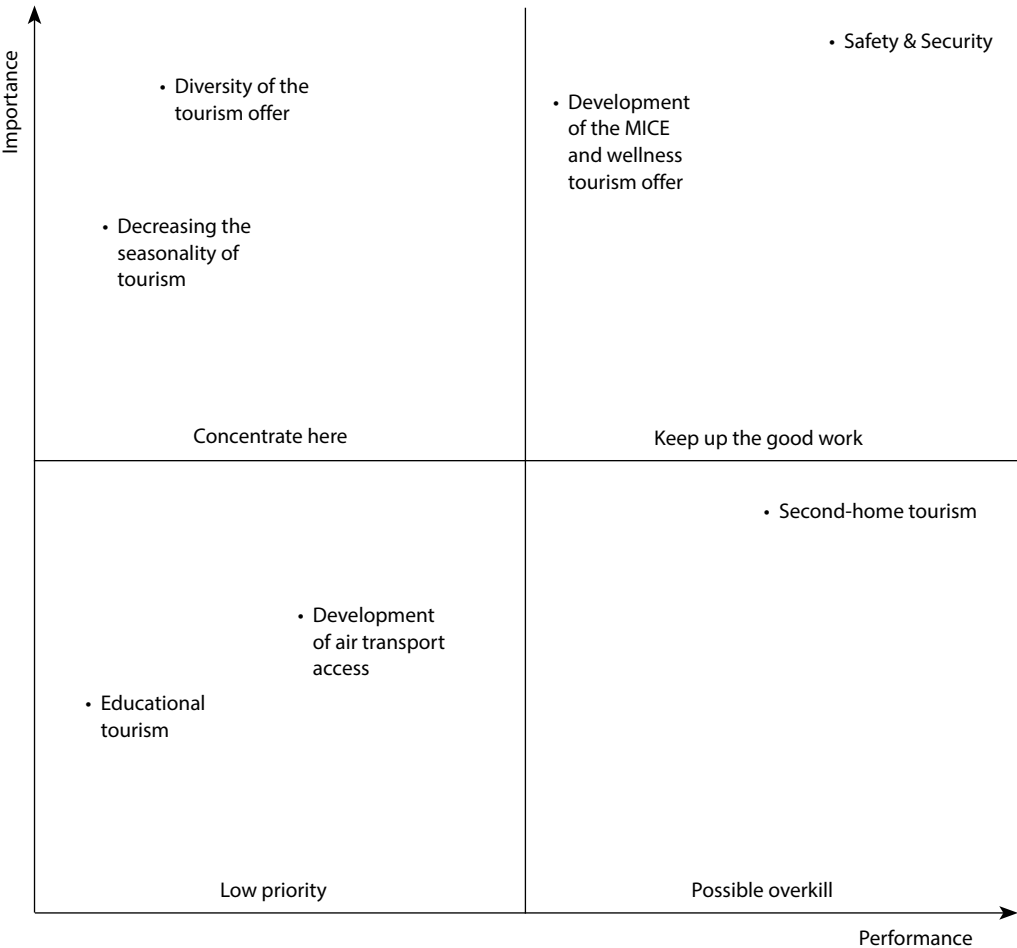 Importance
• Safety & Security
• Diversity of the
tourism offer
• Development
of the MICE
and wellness
tourism offer
• Decreasing the
seasonality of
tourism
Concentrate here
Keep up the good work
• Second-home tourism
• Development
of air transport
access
• Educational
tourism
Low priority
Possible overkill
Performance